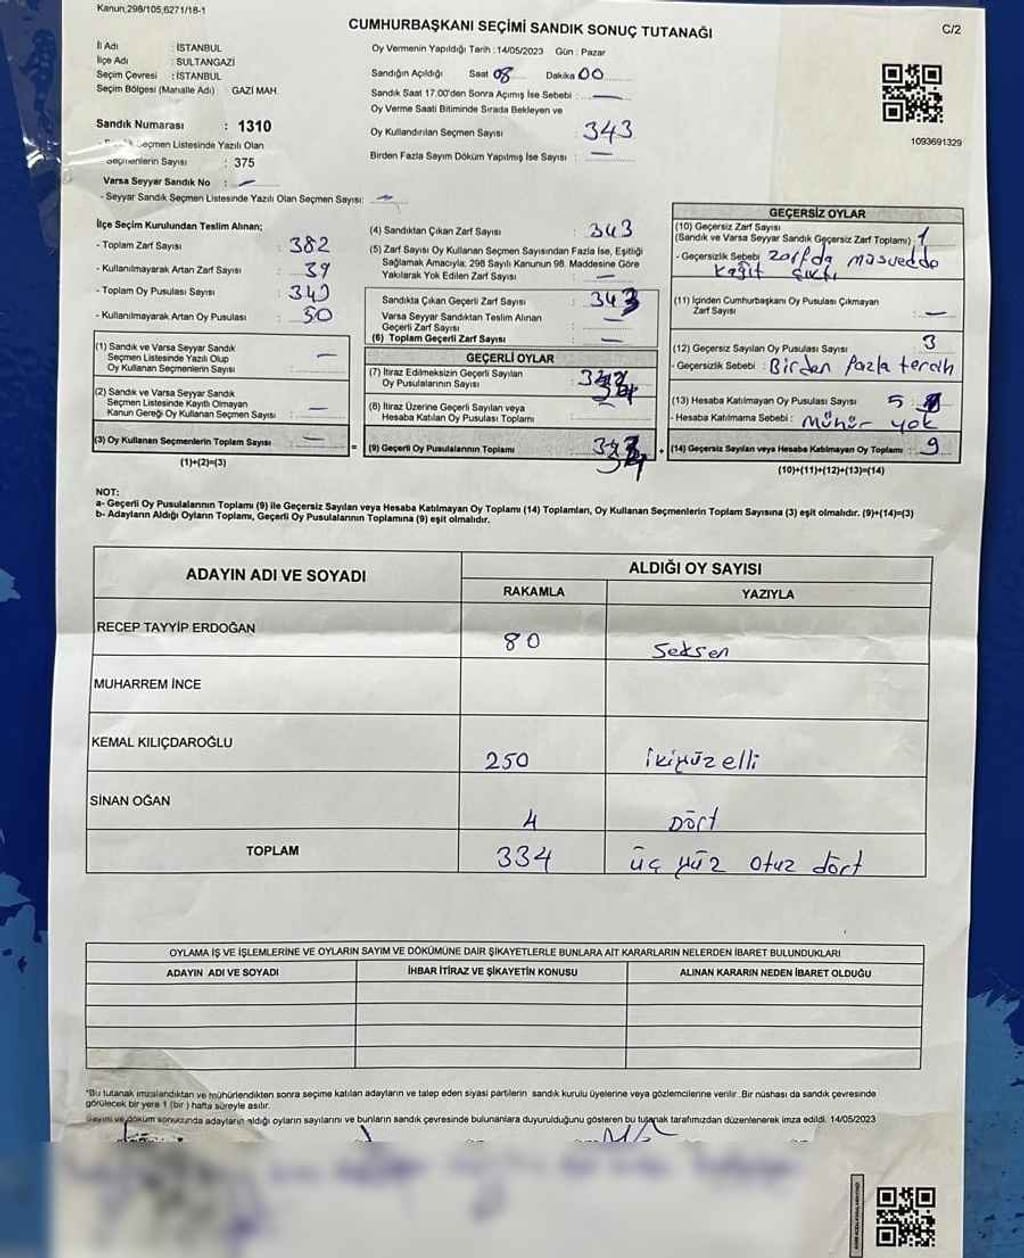 Kanun,298/105,6271/18-1
CUMHURBAŞKANI SEÇİMİ SANDIK SONUÇ TUTANAĞI
C/2
İl Adı : İSTANBUL
İlçe Adı : SULTANGAZİ
Seçim Çevresi : İSTANBUL
Seçim Bölgesi (Mahalle Adı) GAZİ MAH.
Sandık Numarası : 1310
Seçmen Listesinde Yazılı Olan
Seçmenlerin Sayısı : 375
Varsa Seyyar Sandık No : —
- Seyyar Sandık Seçmen Listesinde Yazılı Olan Seçmen Sayısı: —
Oy Vermenin Yapıldığı Tarih : 14/05/2023 Gün : Pazar
Sandığın Açıldığı Saat 08 Dakika 00
Sandık Saat 17.00'den Sonra Açımış İse Sebebi : —
Oy Verme Saati Bitiminde Sırada Bekleyen ve
Oy Kullandırılan Seçmen Sayısı : 343
Birden Fazla Sayım Döküm Yapılmış İse Sayısı : —
1093691329
İlçe Seçim Kurulundan Teslim Alınan;
- Toplam Zarf Sayısı : 382
- Kullanılmayarak Artan Zarf Sayısı : 39
- Toplam Oy Pusulası Sayısı :
- Kullanılmayarak Artan Oy Pusulası : 50
(1) Sandık ve Varsa Seyyar Sandık
Seçmen Listesinde Yazılı Olup
Oy Kullanan Seçmenlerin Sayısı : —
(2) Sandık ve Varsa Seyyar Sandık
Seçmen Listesinde Kayıtlı Olmayan
Kanun Gereği Oy Kullanan Seçmen Sayısı : —
(3) Oy Kullanan Seçmenlerin Toplam Sayısı : —
(1)+(2)=(3)
(4) Sandıktan Çıkan Zarf Sayısı : 343
(5) Zarf Sayısı Oy Kullanan Seçmen Sayısından Fazla İse, Eşitliği
Sağlamak Amacıyla; 298 Sayılı Kanunun 98. Maddesine Göre
Yakılarak Yok Edilen Zarf Sayısı : —
Sandıkta Çıkan Geçerli Zarf Sayısı : 343
Varsa Seyyar Sandıktan Teslim Alınan
Geçerli Zarf Sayısı : —
(6) Toplam Geçerli Zarf Sayısı : —
GEÇERLİ OYLAR
(7) İtiraz Edilmeksizin Geçerli Sayılan
Oy Pusulalarının Sayısı :
(8) İtiraz Üzerine Geçerli Sayılan veya
Hesaba Katılan Oy Pusulası Toplamı : —
= (9) Geçerli Oy Pusulalarının Toplamı :
GEÇERSİZ OYLAR
(10) Geçersiz Zarf Sayısı
(Sandık ve Varsa Seyyar Sandık Geçersiz Zarf Toplamı) 1
- Geçersizlik Sebebi : zarfda müsvedde
kağıt çıktı
(11) İçinden Cumhurbaşkanı Oy Pusulası Çıkmayan
Zarf Sayısı : —
(12) Geçersiz Sayılan Oy Pusulası Sayısı : 3
- Geçersizlik Sebebi : Birden fazla tercih
(13) Hesaba Katılmayan Oy Pusulası Sayısı : 5
- Hesaba Katılmama Sebebi : Mühür yok
+ (14) Geçersiz Sayılan veya Hesaba Katılmayan Oy Toplamı : 9
(10)+(11)+(12)+(13)=(14)
NOT:
a- Geçerli Oy Pusulalarının Toplamı (9) ile Geçersiz Sayılan veya Hesaba Katılmayan Oy Toplamı (14) Toplamları, Oy Kullanan Seçmenlerin Toplam Sayısına (3) eşit olmalıdır. (9)+(14)=(3)
b- Adayların Aldığı Oyların Toplamı, Geçerli Oy Pusulalarının Toplamına (9) eşit olmalıdır.
ADAYIN ADI VE SOYADI ALDIĞI OY SAYISI
RAKAMLA YAZIYLA
RECEP TAYYİP ERDOĞAN 80 Seksen
MUHARREM İNCE
KEMAL KILIÇDAROĞLU 250 İkiyüzelli
SİNAN OĞAN 4 Dört
TOPLAM 334 üç yüz otuz dört
OYLAMA İŞ VE İŞLEMLERİNE VE OYLARIN SAYIM VE DÖKÜMÜNE DAİR ŞİKAYETLERLE BUNLARA AİT KARARLARIN NELERDEN İBARET BULUNDUKLARI
ADAYIN ADI VE SOYADI İHBAR İTİRAZ VE ŞİKAYETİN KONUSU ALINAN KARARIN NEDEN İBARET OLDUĞU
*Bu tutanak imzalandıktan ve mühürlendikten sonra seçime katılan adayların ve talep eden siyasi partilerin sandık kurulu üyelerine veya gözlemcilerine verilir. Bir nüshası da sandık çevresinde
görülecek bir yere 1 (bir) hafta süreyle asılır.
Sayım ve döküm sonucunda adayların aldığı oyların sayılarını ve bunların sandık çevresinde bulunanlara duyurulduğunu gösteren bu tutanak tarafımızdan düzenlenerek imza edildi. 14/05/2023